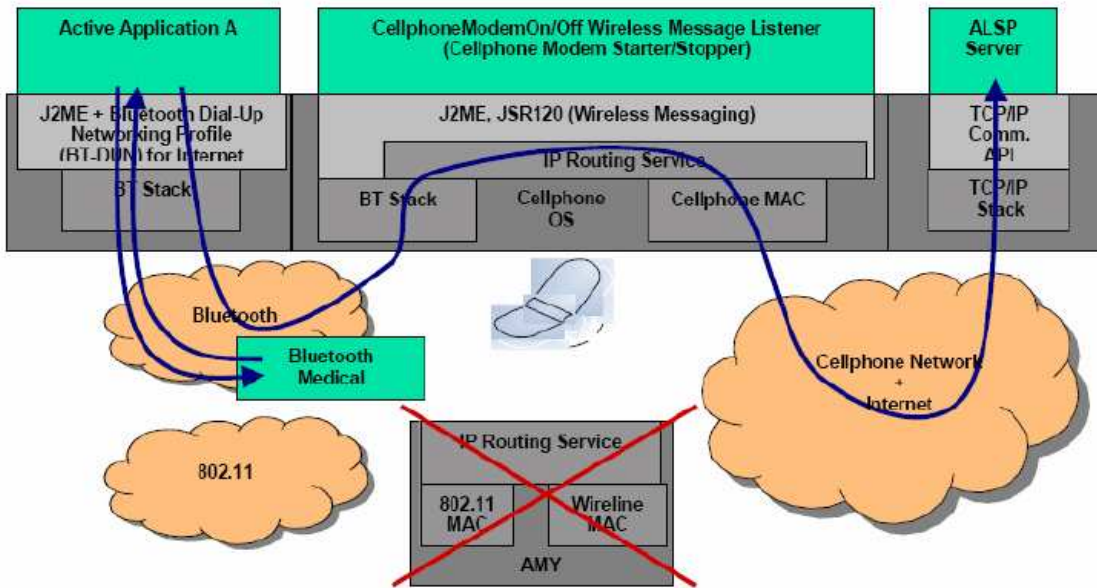 Active Application A
CellphoneModemOn/Off Wireless Message Listener
(Cellphone Modem Starter/Stopper)
ALSP
Server
J2ME + Bluetooth Dial-Up
Networking Profile
(BT-DUN) for Internet
BT Stack
J2ME, JSR120 (Wireless Messaging)
IP Routing Service
BT Stack
Cellphone
OS
Cellphone MAC
TCP/IP
Comm.
API
TCP/IP
Stack
Bluetooth
Bluetooth
Medical
Cellphone Network
+
Internet
802.11
IP Routing Service
802.11
MAC
Wireline
MAC
AMY